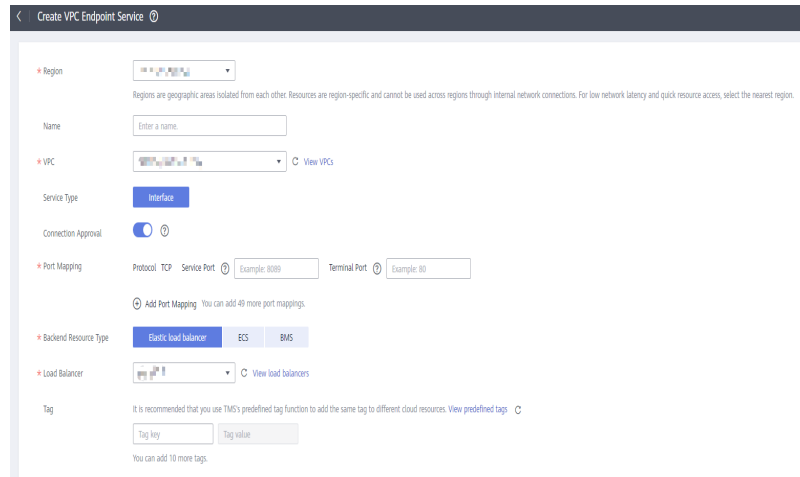 Create VPC Endpoint Service ?
* Region
Regions are geographic areas isolated from each other. Resources are region-specific and cannot be used across regions through internal network connections. For low network latency and quick resource access, select the nearest region.
Name Enter a name.
* VPC View VPCs
Service Type Interface
Connection Approval ?
* Port Mapping Protocol TCP Service Port ? Example: 8089 Terminal Port ? Example: 80
Add Port Mapping You can add 49 more port mappings.
* Backend Resource Type Elastic load balancer ECS BMS
* Load Balancer View load balancers
Tag It is recommended that you use TMS's predefined tag function to add the same tag to different cloud resources. View predefined tags
Tag key Tag value
You can add 10 more tags.